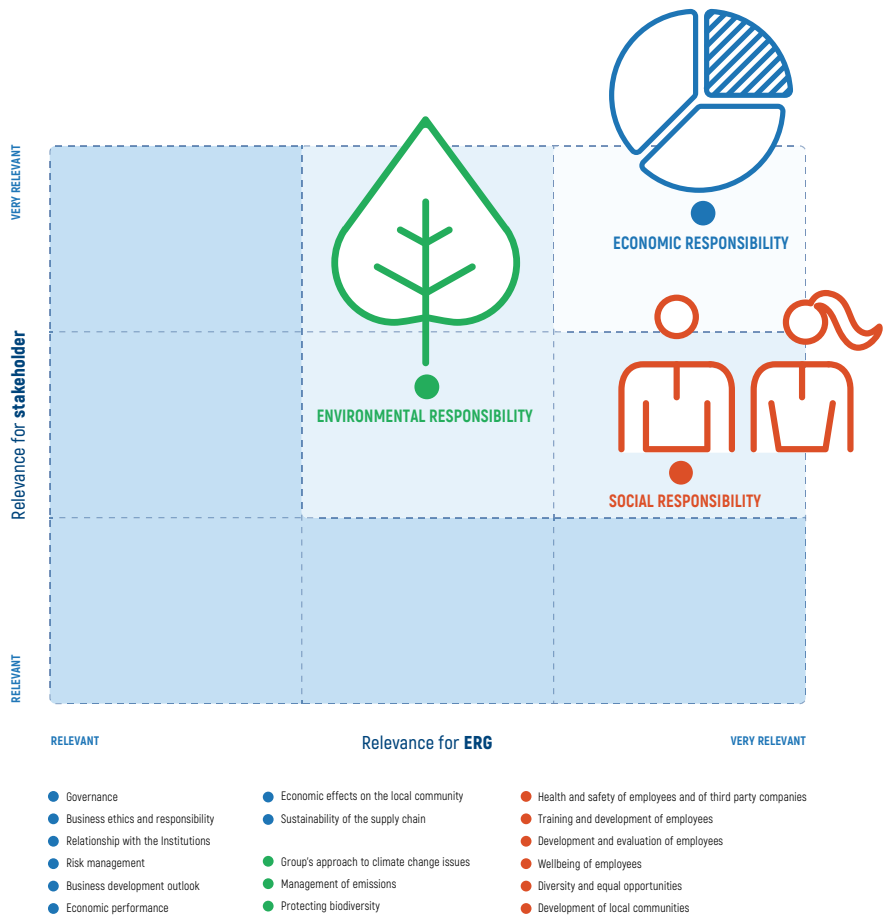 VERY RELEVANT
Relevance for stakeholder
RELEVANT
ECONOMIC RESPONSIBILITY
ENVIRONMENTAL RESPONSIBILITY
SOCIAL RESPONSIBILITY
RELEVANT
Relevance for ERG
VERY RELEVANT
Governance
Business ethics and responsibility
Relationship with the Institutions
Risk management
Business development outlook
Economic performance
Economic effects on the local community
Sustainability of the supply chain
Group's approach to climate change issues
Management of emissions
Protecting biodiversity
Health and safety of employees and of third party companies
Training and development of employees
Development and evaluation of employees
Wellbeing of employees
Diversity and equal opportunities
Development of local communities